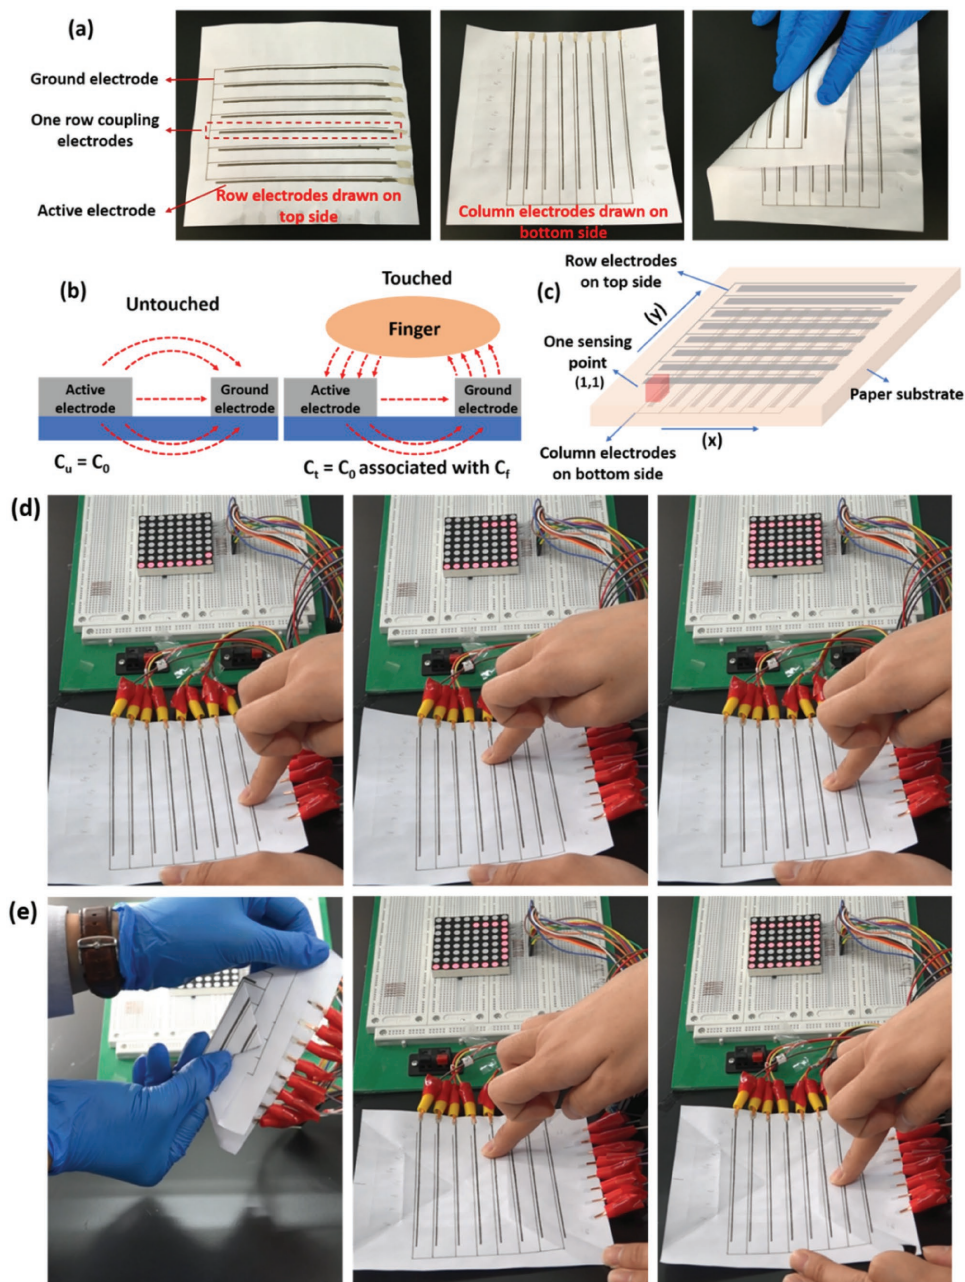 (a)
Ground electrode
One row coupling
electrodes
Active electrode
Row electrodes drawn on
top side
Column electrodes drawn on
bottom side
(b)
Untouched
Touched
Finger
Active
electrode
Ground
electrode
Active
electrode
Ground
electrode
Cᵤ = C₀
Cₜ = C₀ associated with C_f
(c)
Row electrodes
on top side
(y)
One sensing
point
(1,1)
Paper substrate
(x)
Column electrodes
on bottom side
(d)
(e)